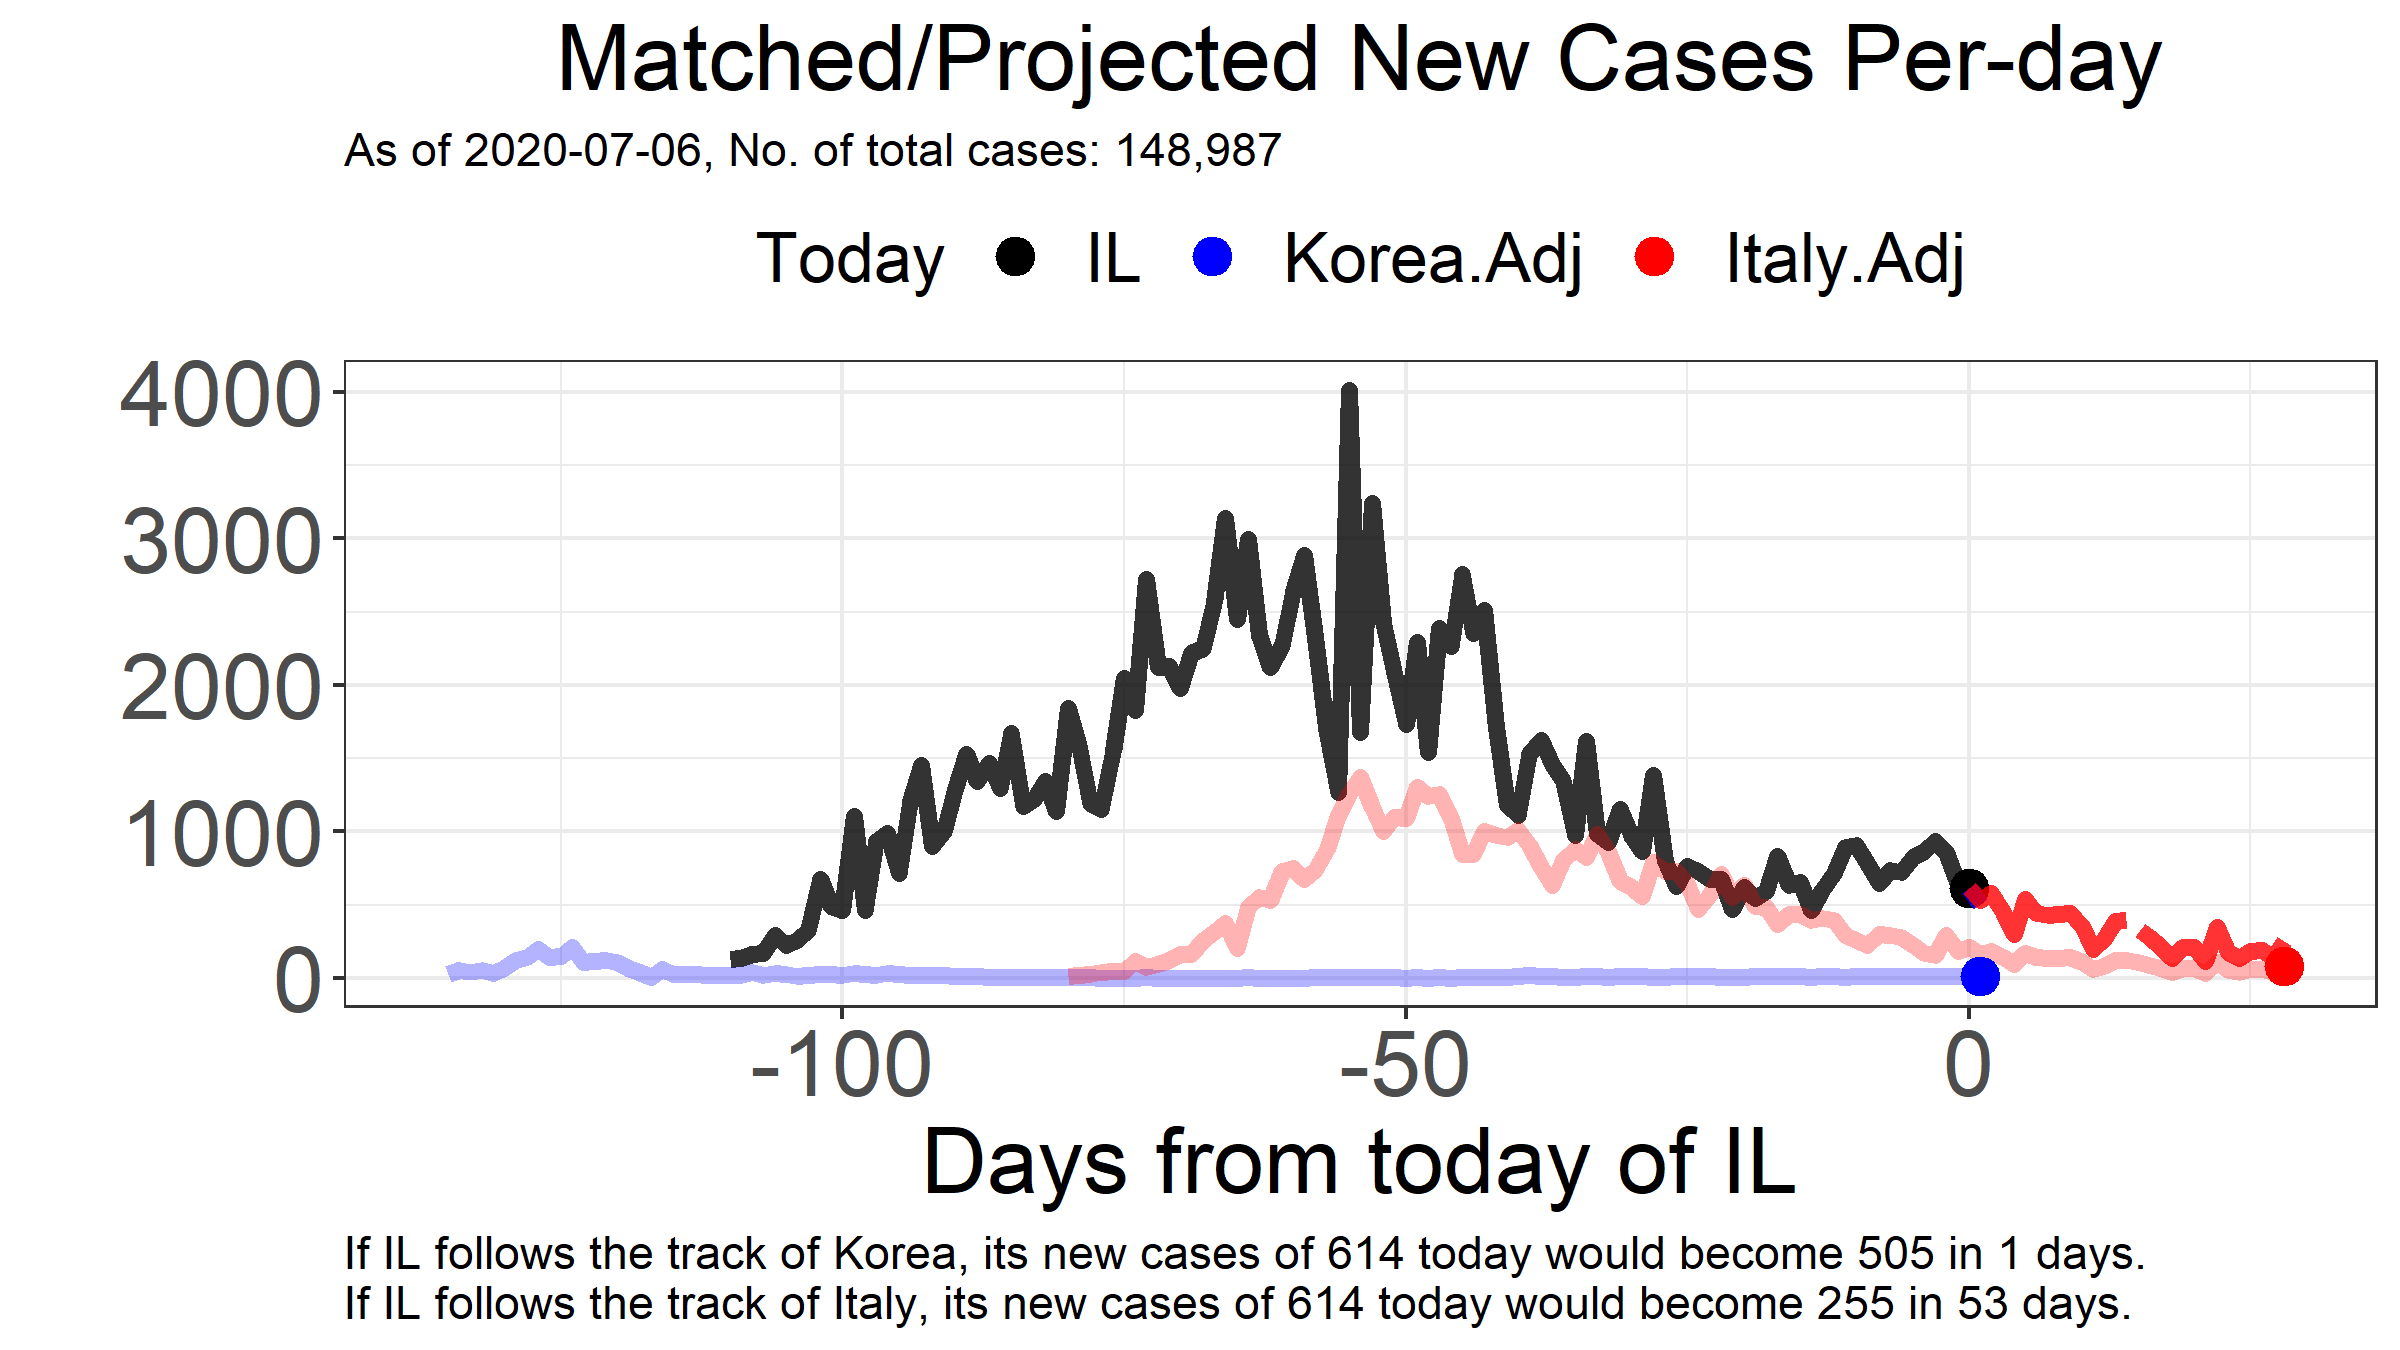 Matched/Projected New Cases Per-day
As of 2020-07-06, No. of total cases: 148,987
Today IL Korea.Adj Italy.Adj
4000
3000
2000
1000
0
-100 -50 0
Days from today of IL
If IL follows the track of Korea, its new cases of 614 today would become 505 in 1 days.
If IL follows the track of Italy, its new cases of 614 today would become 255 in 53 days.